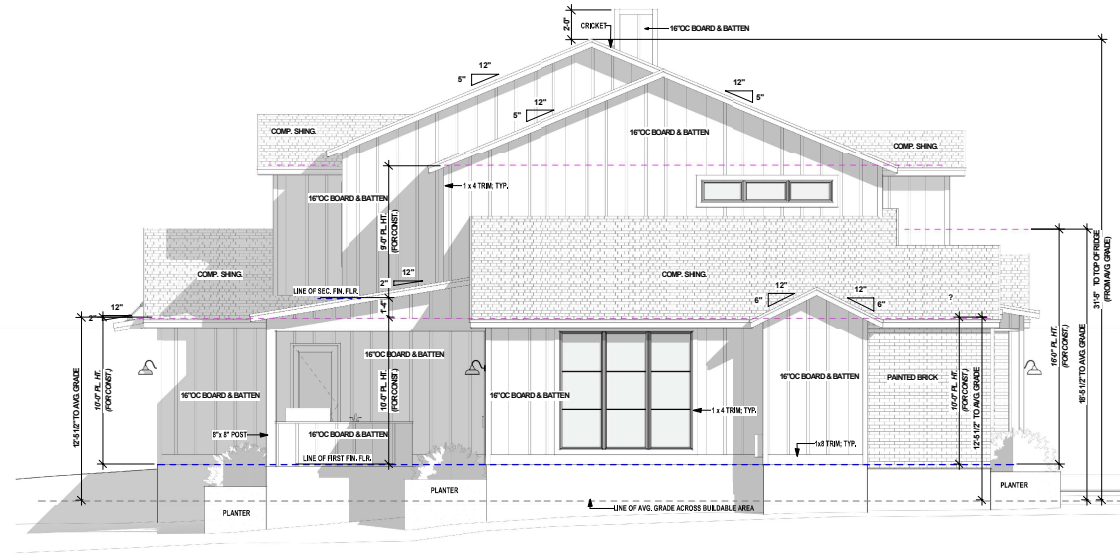 2'-0"
CRICKET
16"OC BOARD & BATTEN
12"
5"
12"
5"
12"
5"
COMP. SHING.
16"OC BOARD & BATTEN
COMP. SHING.
1 x 4 TRIM; TYP.
16"OC BOARD & BATTEN
9'-0" PL. HT.
(FOR CONST.)
COMP. SHING.
COMP. SHING.
2"
12"
LINE OF SEC. FIN. FLR.
1'-4"
12"
6"
12"
6"
?
31'-5" TO TOP OF RIDGE
(FROM AVG. GRADE)
12"
2"
12'-5 1/2" TO AVG. GRADE
10'-0" PL. HT.
(FOR CONST.)
16"OC BOARD & BATTEN
10'-0" PL. HT.
(FOR CONST.)
16"OC BOARD & BATTEN
16"OC BOARD & BATTEN
16"OC BOARD & BATTEN
PAINTED BRICK
10'-0" PL. HT.
(FOR CONST.)
12'-5 1/2" TO AVG. GRADE
16'-0" PL. HT.
(FOR CONST.)
18'-5 1/2" TO AVG. GRADE
1 x 4 TRIM; TYP.
8"x 8" POST
16"OC BOARD & BATTEN
1x8 TRIM; TYP.
LINE OF FIRST FIN. FLR.
PLANTER
PLANTER
PLANTER
LINE OF AVG. GRADE ACROSS BUILDABLE AREA